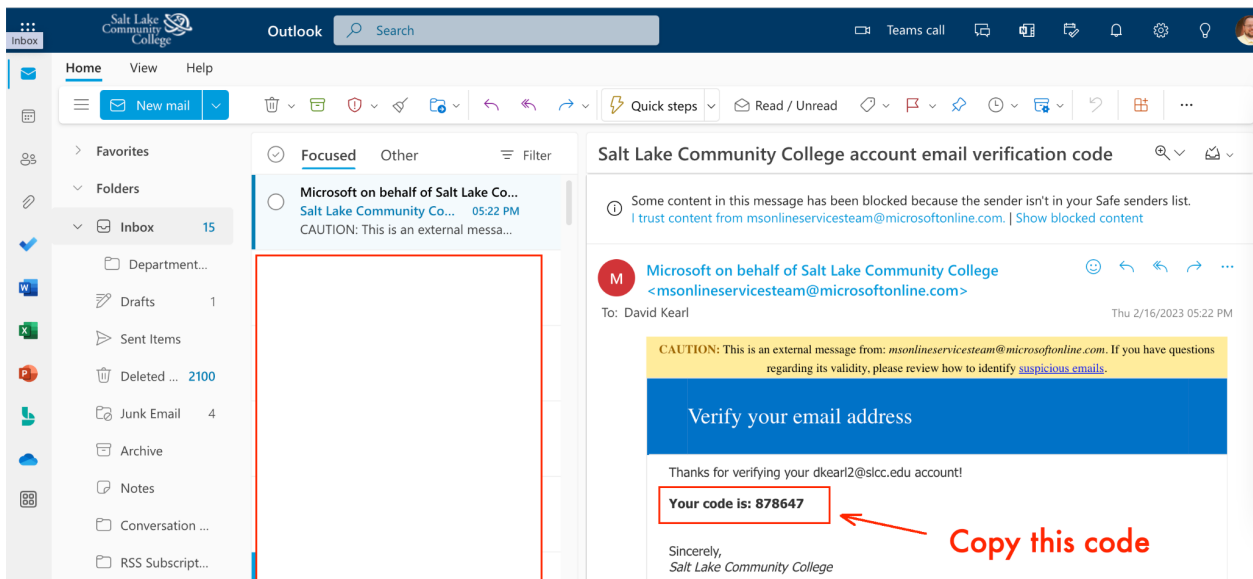 Salt Lake
Community
College
Inbox
Outlook
Search
Teams call
Home View Help
New mail
Quick steps
Read / Unread
Favorites
Folders
Inbox 15
Department...
Drafts 1
Sent Items
Deleted ... 2100
Junk Email 4
Archive
Notes
Conversation ...
RSS Subscript...
Focused Other Filter
Microsoft on behalf of Salt Lake Co...
Salt Lake Community Co... 05:22 PM
CAUTION: This is an external messa...
Salt Lake Community College account email verification code
Some content in this message has been blocked because the sender isn't in your Safe senders list.
I trust content from msonlineservicesteam@microsoftonline.com. | Show blocked content
M
Microsoft on behalf of Salt Lake Community College
<msonlineservicesteam@microsoftonline.com>
To: David Kearl
Thu 2/16/2023 05:22 PM
CAUTION: This is an external message from: msonlineservicesteam@microsoftonline.com. If you have questions
regarding its validity, please review how to identify suspicious emails.
Verify your email address
Thanks for verifying your dkearl2@slcc.edu account!
Your code is: 878647
Copy this code
Sincerely,
Salt Lake Community College